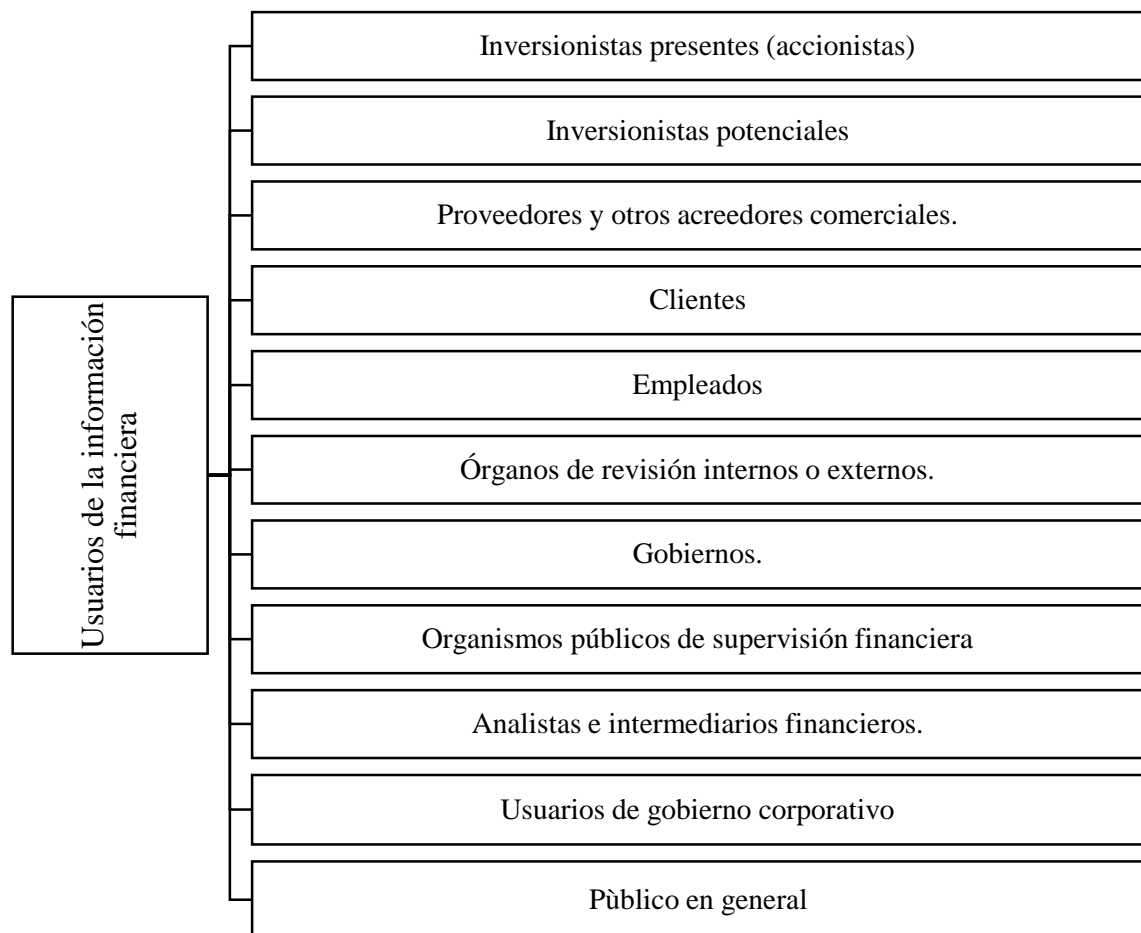 Usuarios de la información
financiera
Inversionistas presentes (accionistas)
Inversionistas potenciales
Proveedores y otros acreedores comerciales.
Clientes
Empleados
Órganos de revisión internos o externos.
Gobiernos.
Organismos públicos de supervisión financiera
Analistas e intermediarios financieros.
Usuarios de gobierno corporativo
Pùblico en general